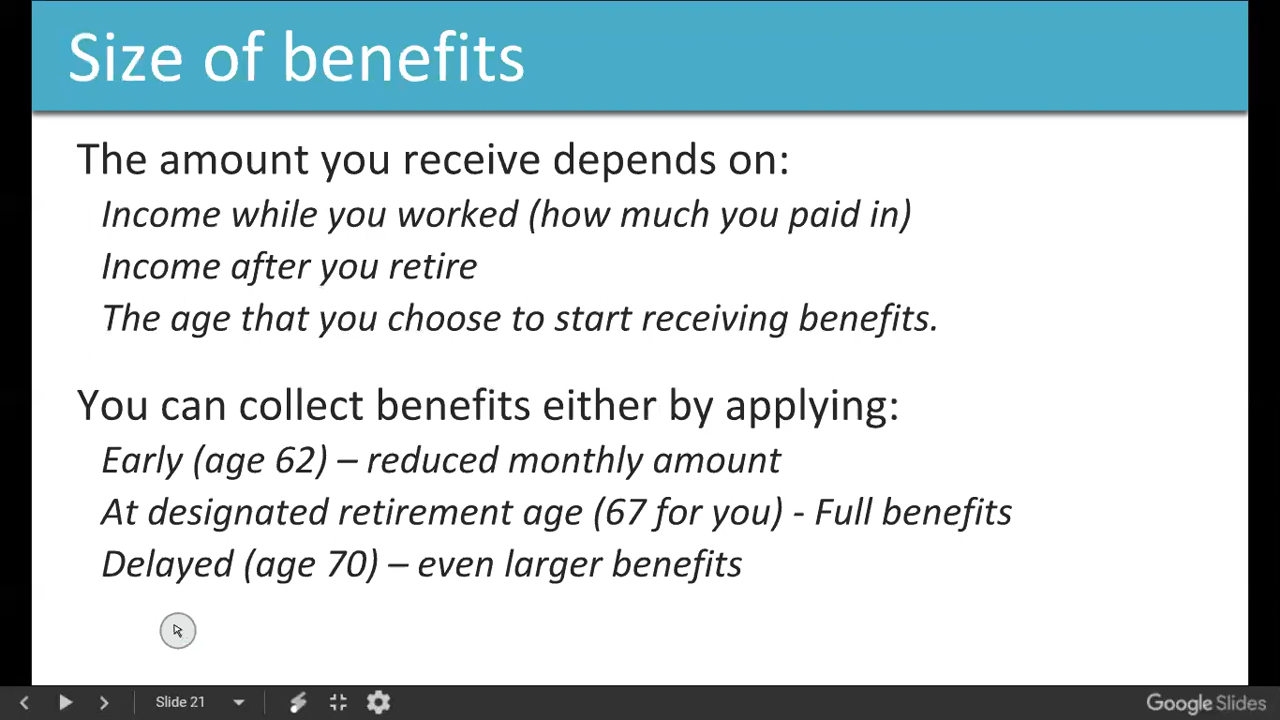 Size of benefits
The amount you receive depends on:
Income while you worked (how much you paid in)
Income after you retire
The age that you choose to start receiving benefits.
You can collect benefits either by applying:
Early (age 62) – reduced monthly amount
At designated retirement age (67 for you) - Full benefits
Delayed (age 70) – even larger benefits
Slide 21
Google Slides